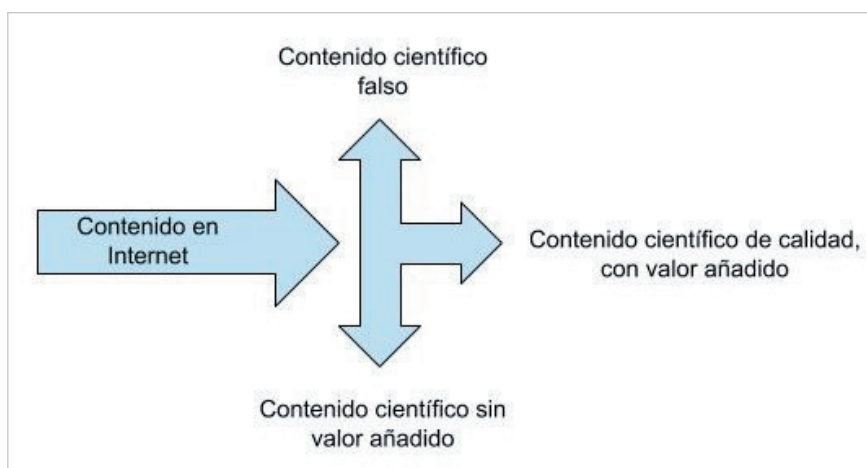 Contenido científico
falso
Contenido en
Internet
Contenido científico de calidad,
con valor añadido
Contenido científico sin
valor añadido